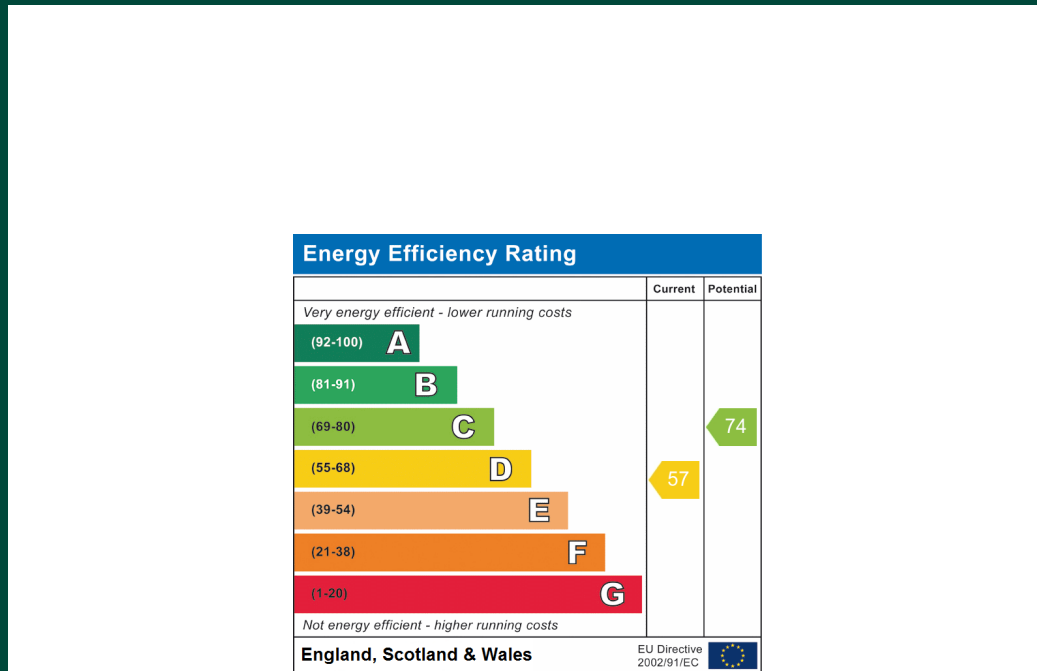 Energy Efficiency Rating
Current Potential
Very energy efficient - lower running costs
(92-100) A
(81-91) B
(69-80) C
74
(55-68) D
57
(39-54) E
(21-38) F
(1-20) G
Not energy efficient - higher running costs
England, Scotland & Wales
EU Directive
2002/91/EC